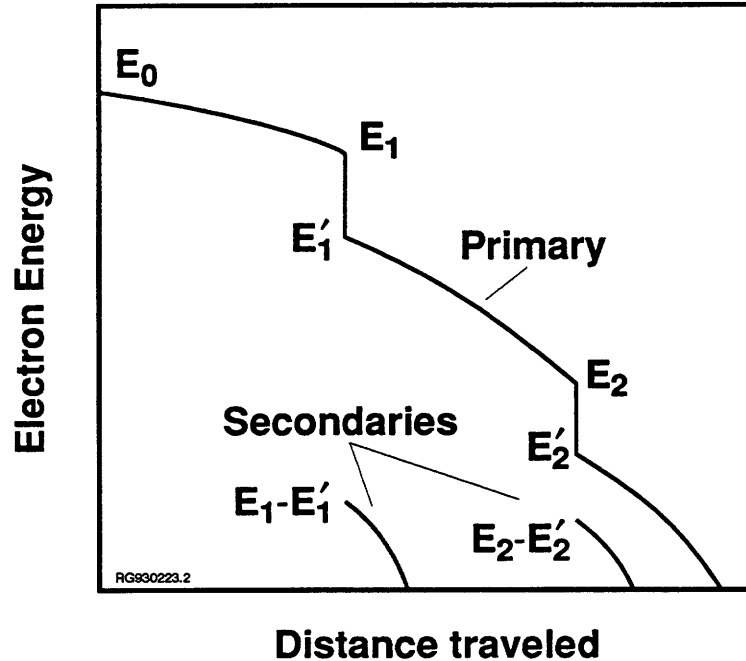 E₀
E₁
E₁′
Primary
E₂
Secondaries
E₂′
E₁-E₁′
E₂-E₂′
RG930223.2
Electron Energy
Distance traveled